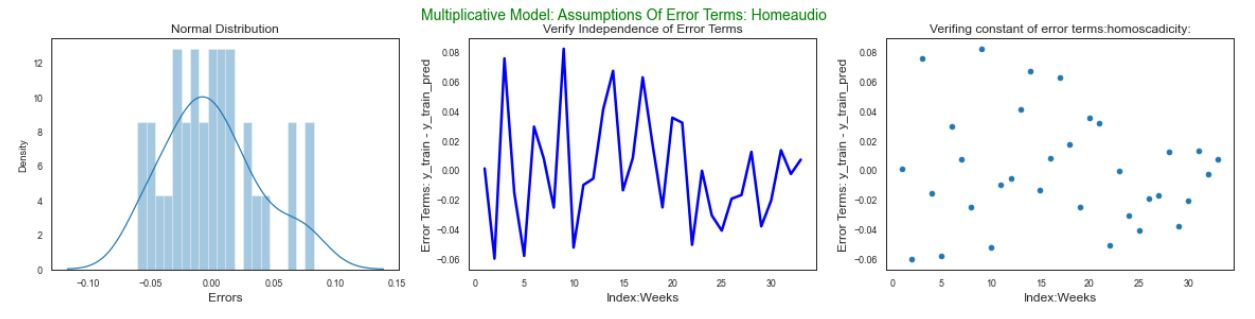 Multiplicative Model: Assumptions Of Error Terms: Homeaudio
Normal Distribution
Density
12
10
8
6
4
2
0
−0.10 −0.05 0.00 0.05 0.10 0.15
Errors
Verify Independence of Error Terms
Error Terms: y_train - y_train_pred
0.08
0.06
0.04
0.02
0.00
−0.02
−0.04
−0.06
0 5 10 15 20 25 30
Index:Weeks
Verifing constant of error terms:homoscadicity:
Error Terms: y_train - y_train_pred
0.08
0.06
0.04
0.02
0.00
−0.02
−0.04
−0.06
0 5 10 15 20 25 30
Index:Weeks